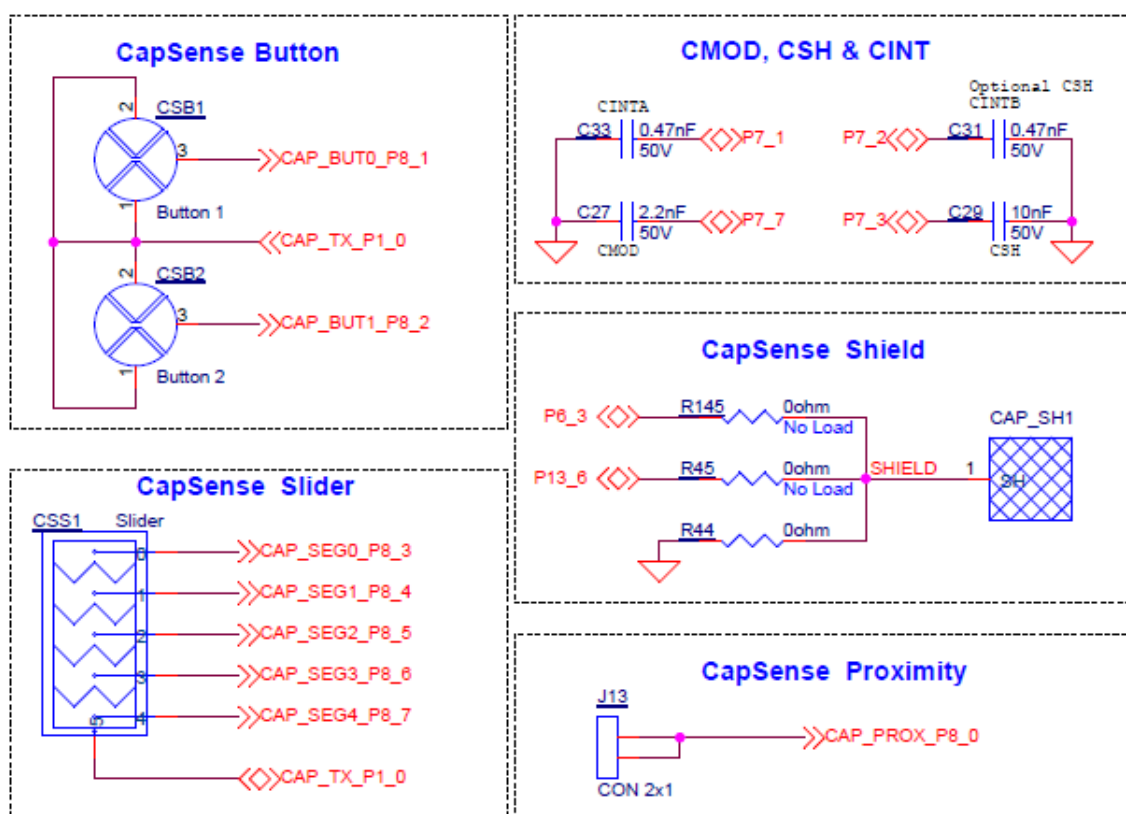 CapSense Button
2
CSB1
3
CAP_BUT0_P8_1
1
Button 1
CAP_TX_P1_0
2
CSB2
3
CAP_BUT1_P8_2
1
Button 2
CMOD, CSH & CINT
Optional CSH
CINTA
CINTB
C33 0.47nF P7_1
50V
P7_2 C31 0.47nF
50V
C27 2.2nF P7_7
50V
CMOD
P7_3 C29 10nF
50V
CSH
CapSense Shield
P6_3 R145 0ohm
No Load
CAP_SH1
P13_6 R45 0ohm SHIELD 1
No Load
SH
R44 0ohm
CapSense Slider
CSS1 Slider
0 CAP_SEG0_P8_3
1 CAP_SEG1_P8_4
2 CAP_SEG2_P8_5
3 CAP_SEG3_P8_6
4 CAP_SEG4_P8_7
5
CAP_TX_P1_0
CapSense Proximity
J13
CAP_PROX_P8_0
CON 2x1